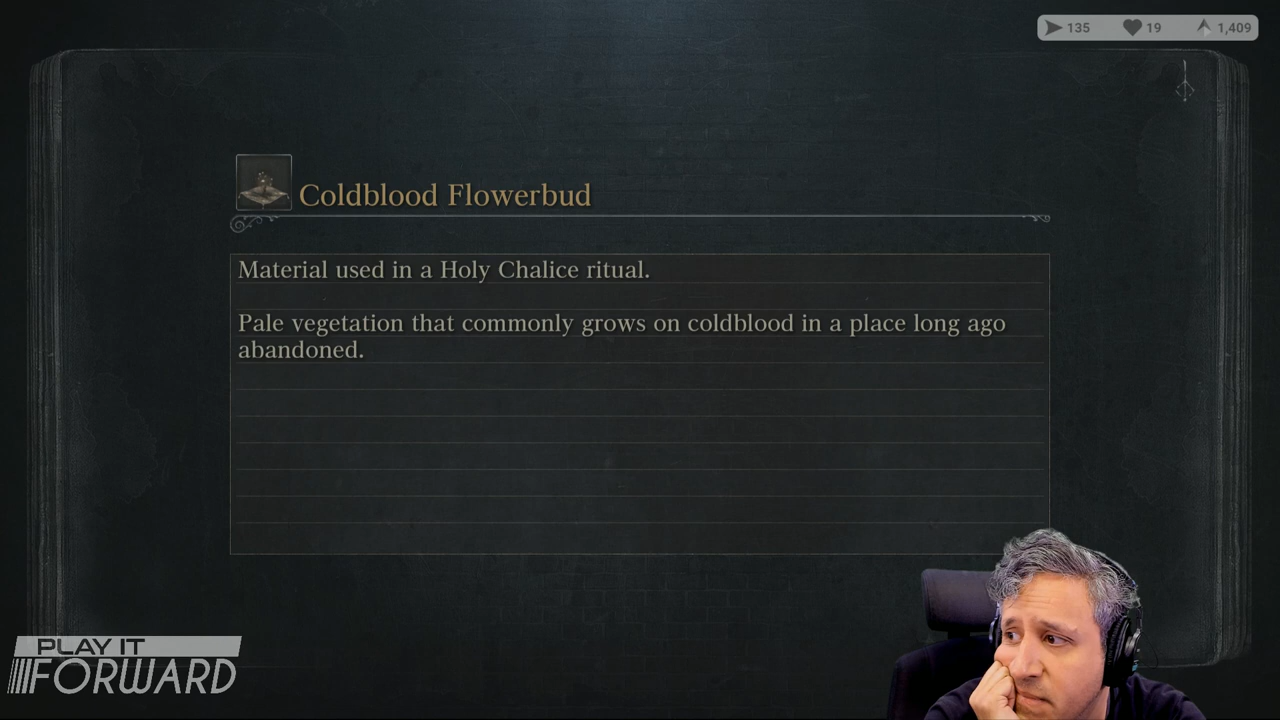 135 19 1,409
Coldblood Flowerbud
Material used in a Holy Chalice ritual.
Pale vegetation that commonly grows on coldblood in a place long ago
abandoned.
PLAY IT
FORWARD